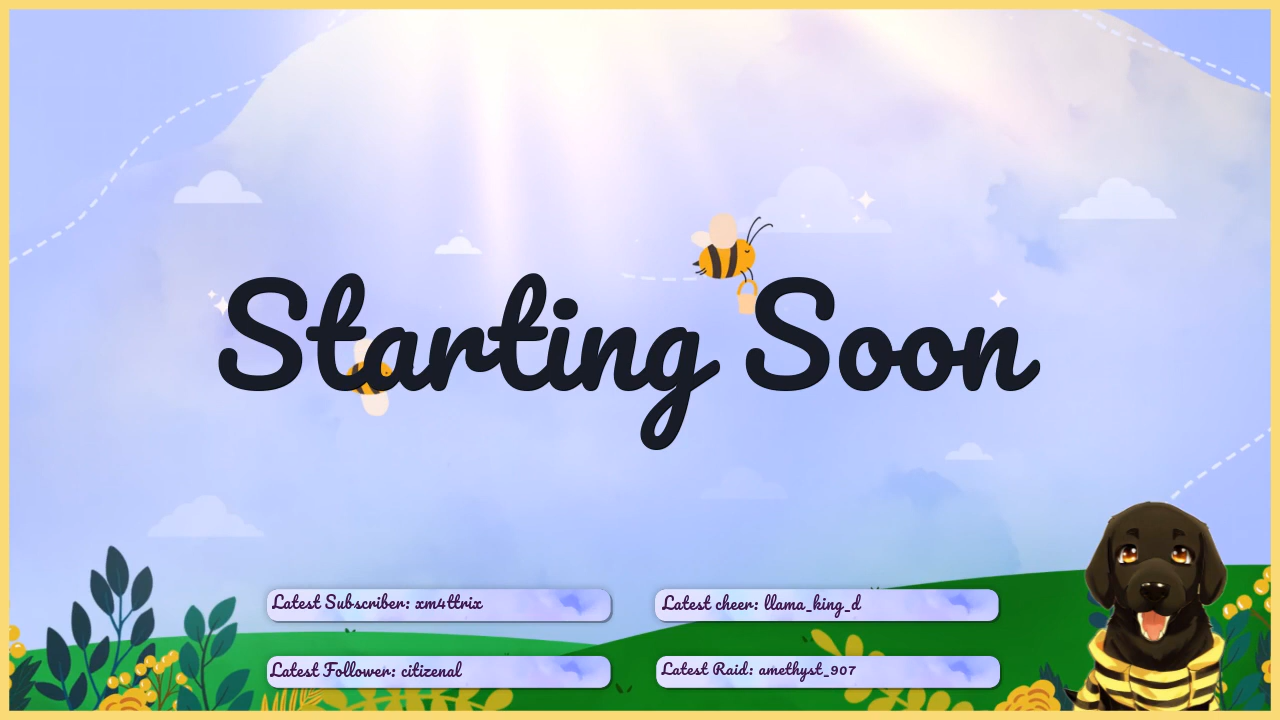 Starting Soon
Latest Subscriber: xm4ttrix
Latest cheer: llama_king_d
Latest Follower: citizenal
Latest Raid: amethyst_907